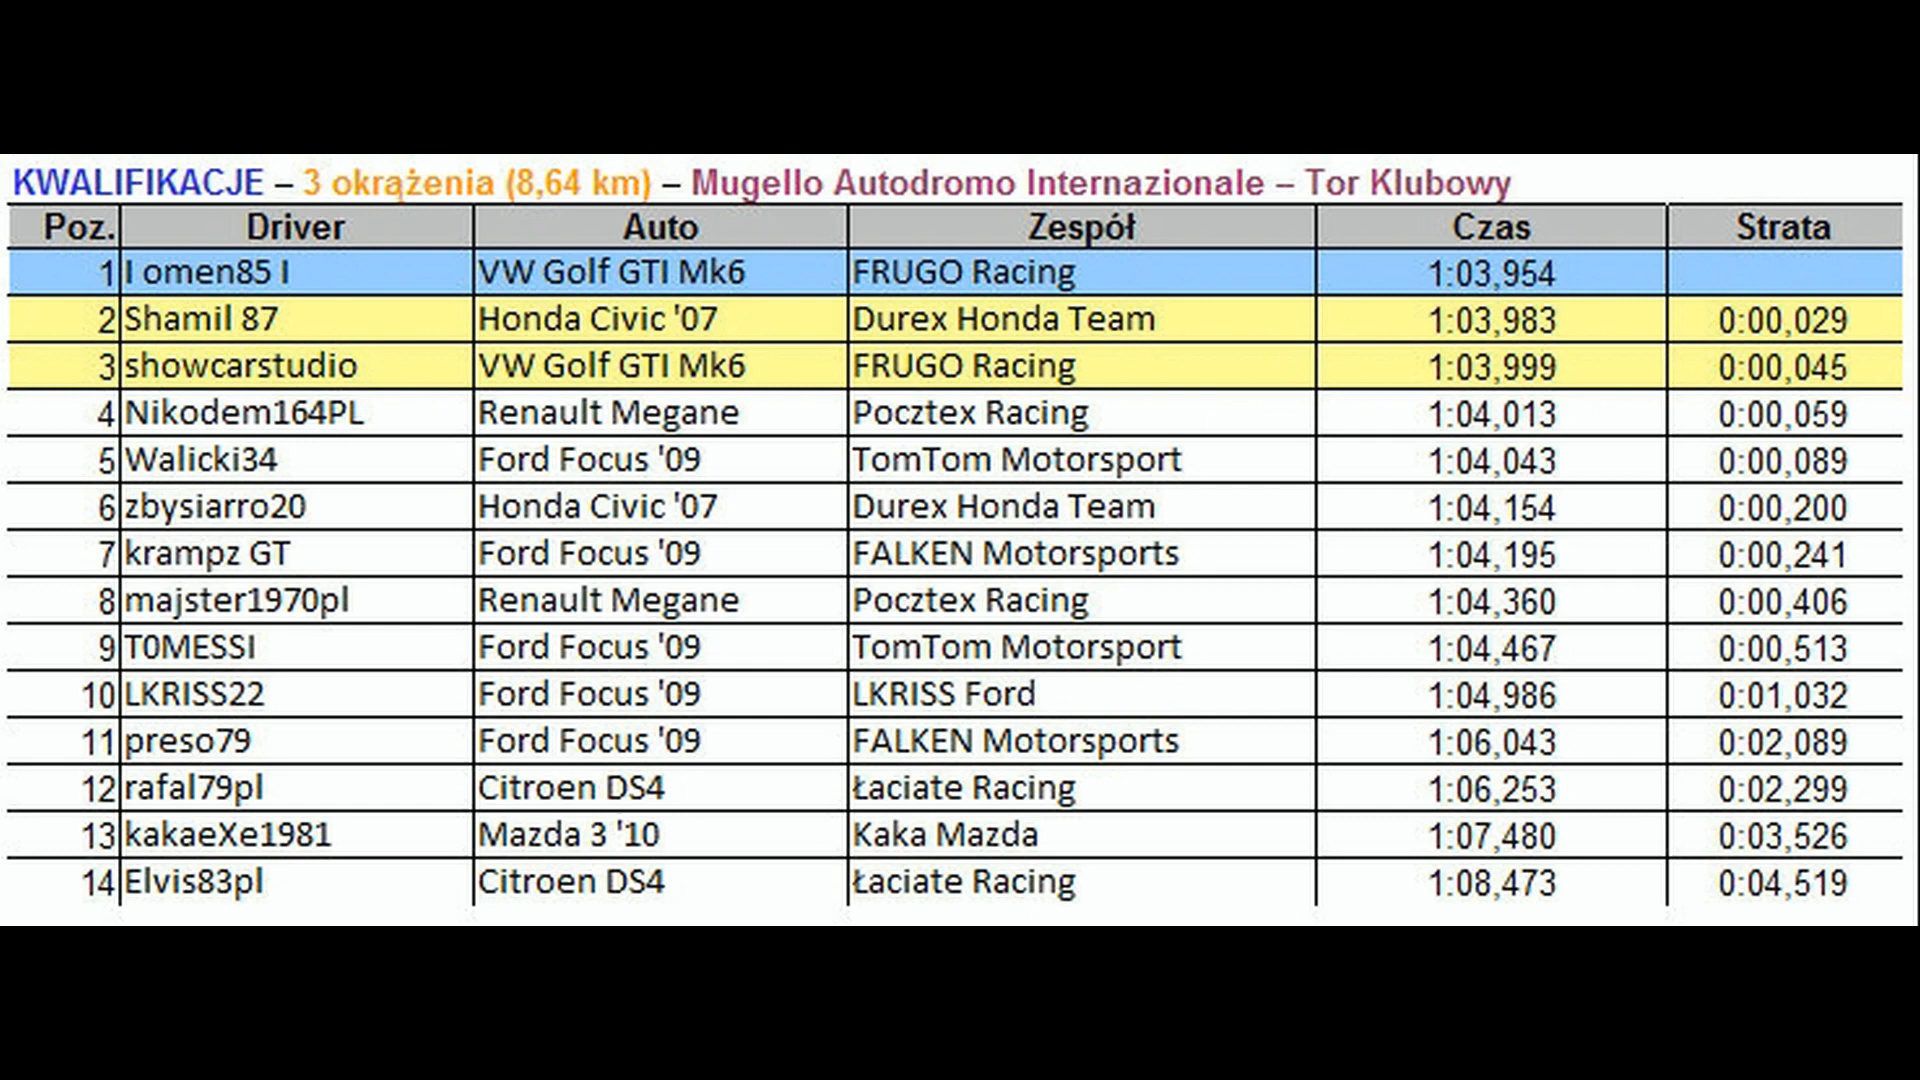 KWALIFIKACJE – 3 okrążenia (8,64 km) – Mugello Autodromo Internazionale – Tor Klubowy
Poz. Driver Auto Zespół Czas Strata
1 I omen85 I VW Golf GTI Mk6 FRUGO Racing 1:03,954
2 Shamil 87 Honda Civic '07 Durex Honda Team 1:03,983 0:00,029
3 showcarstudio VW Golf GTI Mk6 FRUGO Racing 1:03,999 0:00,045
4 Nikodem164PL Renault Megane Pocztex Racing 1:04,013 0:00,059
5 Walicki34 Ford Focus '09 TomTom Motorsport 1:04,043 0:00,089
6 zbysiarro20 Honda Civic '07 Durex Honda Team 1:04,154 0:00,200
7 krampz GT Ford Focus '09 FALKEN Motorsports 1:04,195 0:00,241
8 majster1970pl Renault Megane Pocztex Racing 1:04,360 0:00,406
9 T0MESSI Ford Focus '09 TomTom Motorsport 1:04,467 0:00,513
10 LKRISS22 Ford Focus '09 LKRISS Ford 1:04,986 0:01,032
11 preso79 Ford Focus '09 FALKEN Motorsports 1:06,043 0:02,089
12 rafal79pl Citroen DS4 Łaciate Racing 1:06,253 0:02,299
13 kakaeXe1981 Mazda 3 '10 Kaka Mazda 1:07,480 0:03,526
14 Elvis83pl Citroen DS4 Łaciate Racing 1:08,473 0:04,519